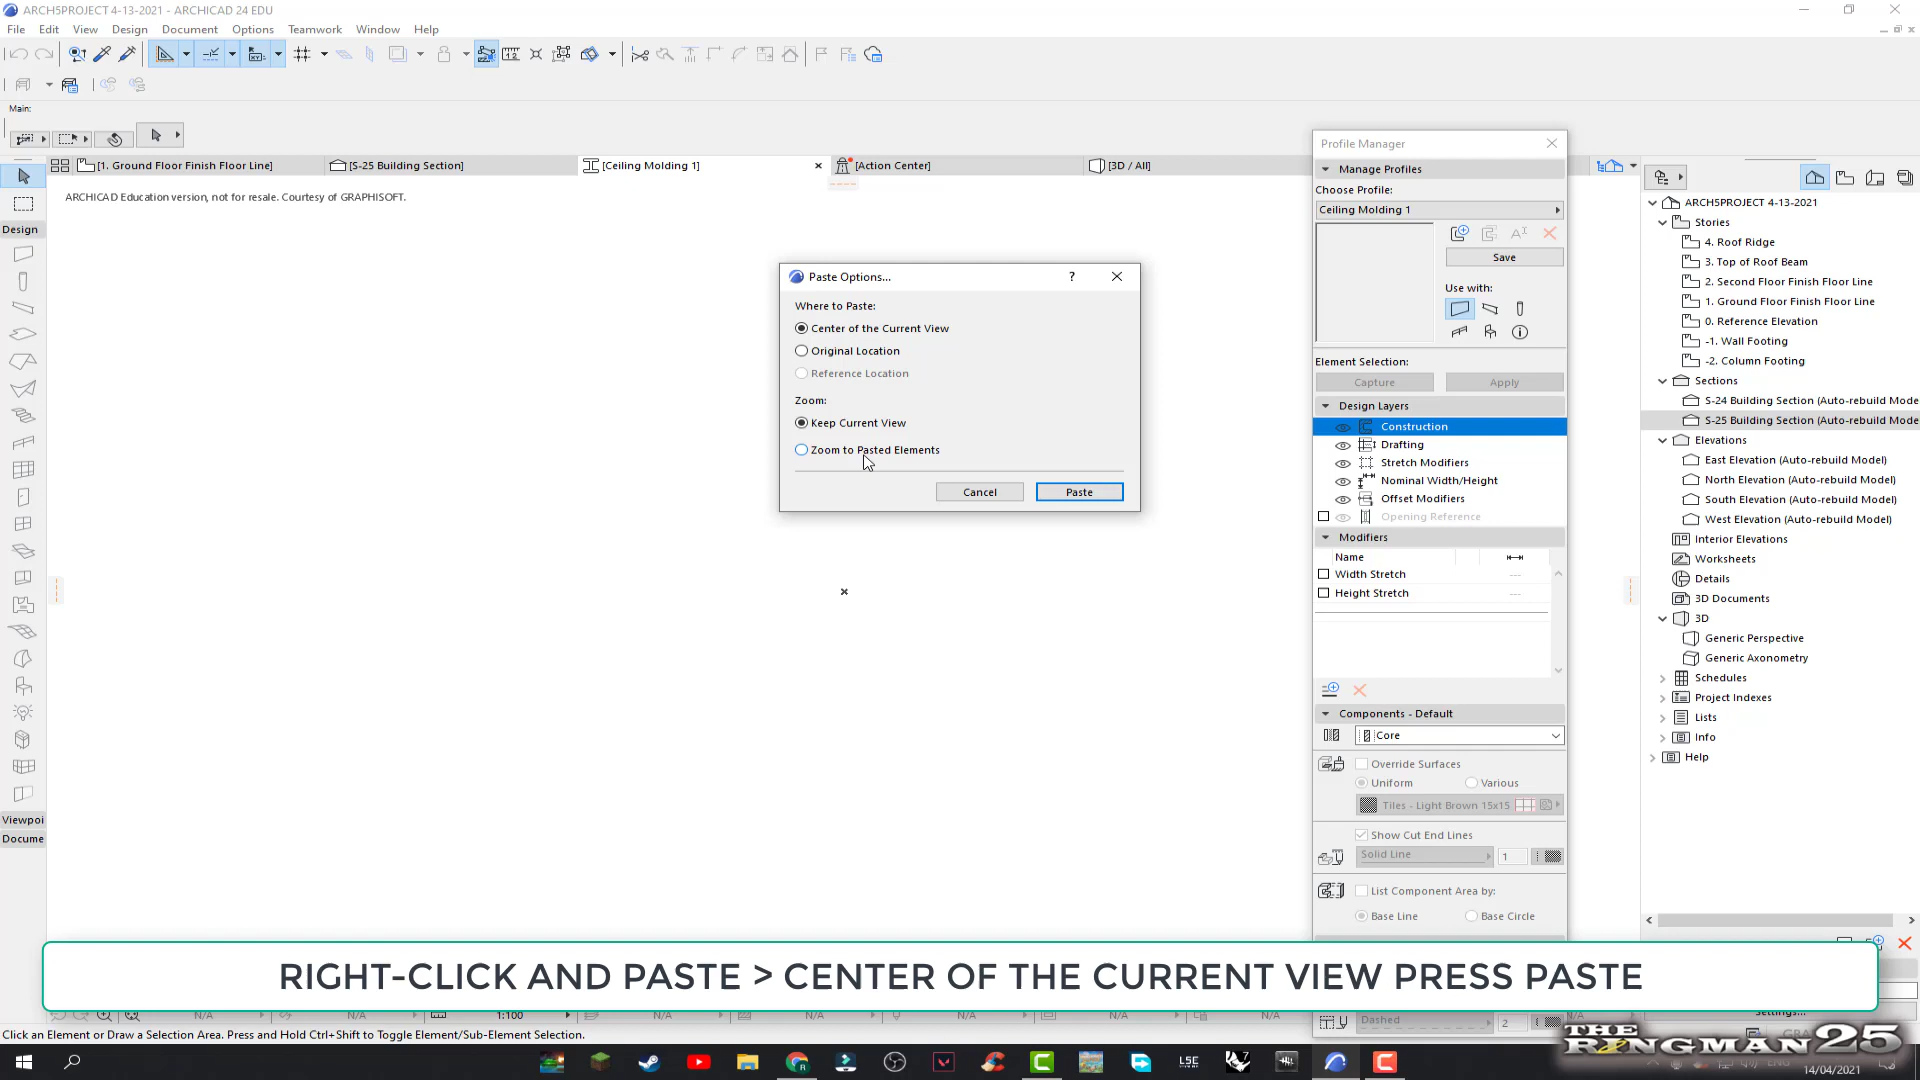 ARCH5PROJECT 4-13-2021 - ARCHICAD 24 EDU
File Edit View Design Document Options Teamwork Window Help
Main:
[1. Ground Floor Finish Floor Line] [S-25 Building Section] [Ceiling Molding 1] [Action Center] [3D / All]
ARCHICAD Education version, not for resale. Courtesy of GRAPHISOFT.
Design
Viewpoi
Docume
Paste Options...
Where to Paste:
Center of the Current View
Original Location
Reference Location
Zoom:
Keep Current View
Zoom to Pasted Elements
Cancel Paste
Profile Manager
Manage Profiles
Choose Profile:
Ceiling Molding 1
Save
Use with:
Element Selection:
Capture Apply
Design Layers
Construction
Drafting
Stretch Modifiers
Nominal Width/Height
Offset Modifiers
Opening Reference
Modifiers
Name
Width Stretch ---
Height Stretch ---
Components - Default
Core
Override Surfaces
Uniform Various
Tiles - Light Brown 15x15
Show Cut End Lines
Solid Line 1
List Component Area by:
Base Line Base Circle
Dashed 2
ARCH5PROJECT 4-13-2021
Stories
4. Roof Ridge
3. Top of Roof Beam
2. Second Floor Finish Floor Line
1. Ground Floor Finish Floor Line
0. Reference Elevation
-1. Wall Footing
-2. Column Footing
Sections
S-24 Building Section (Auto-rebuild Mode
S-25 Building Section (Auto-rebuild Mode
Elevations
East Elevation (Auto-rebuild Model)
North Elevation (Auto-rebuild Model)
South Elevation (Auto-rebuild Model)
West Elevation (Auto-rebuild Model)
Interior Elevations
Worksheets
Details
3D Documents
3D
Generic Perspective
Generic Axonometry
Schedules
Project Indexes
Lists
Info
Help
RIGHT-CLICK AND PASTE > CENTER OF THE CURRENT VIEW PRESS PASTE
N/A N/A 1:100 N/A N/A N/A N/A N/A
Settings...
Click an Element or Draw a Selection Area. Press and Hold Ctrl+Shift to Toggle Element/Sub-Element Selection.
THE RINGMAN 25
LSE
14/04/2021